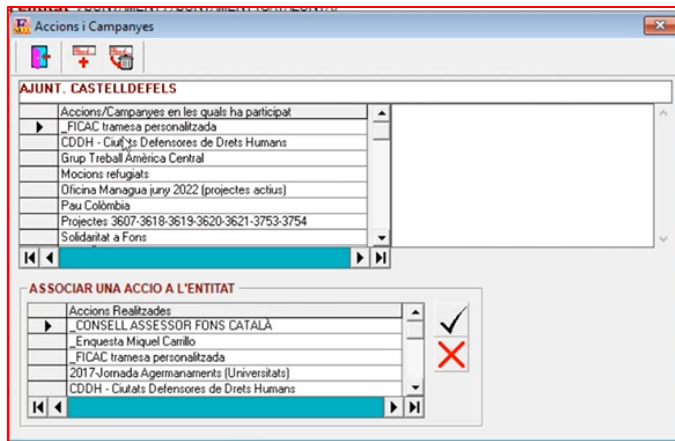 Accions i Campanyes
AJUNT. CASTELLDEFELS
Accions/Campanyes en les quals ha participat
_FICAC tramesa personalitzada
CDDH - Ciutats Defensores de Drets Humans
Grup Treball Amèrica Central
Mocions refugiats
Oficina Managua juny 2022 (projectes actius)
Pau Colòmbia
Projectes 3607-3618-3619-3620-3621-3753-3754
Solidaritat a Fons
ASSOCIAR UNA ACCIO A L'ENTITAT
Accions Realitzades
_CONSELL ASSESSOR FONS CATALÀ
_Enquesta Miquel Carrillo
_FICAC tramesa personalitzada
2017-Jornada Agermanaments (Universitats)
CDDH - Ciutats Defensores de Drets Humans